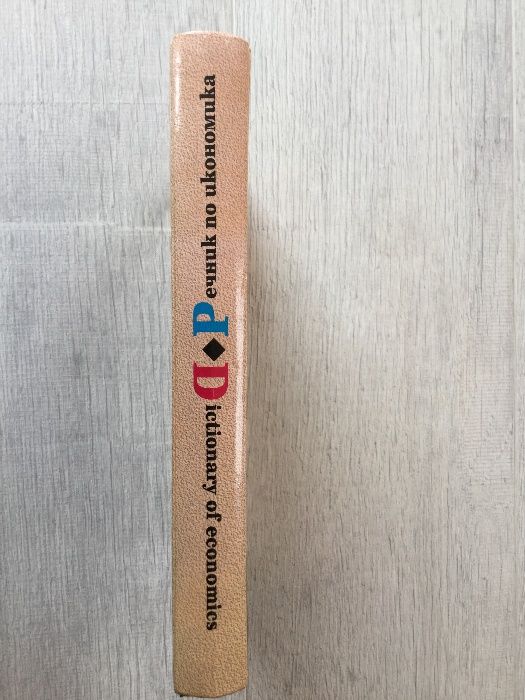 Речник по икономика
Dictionary of economics